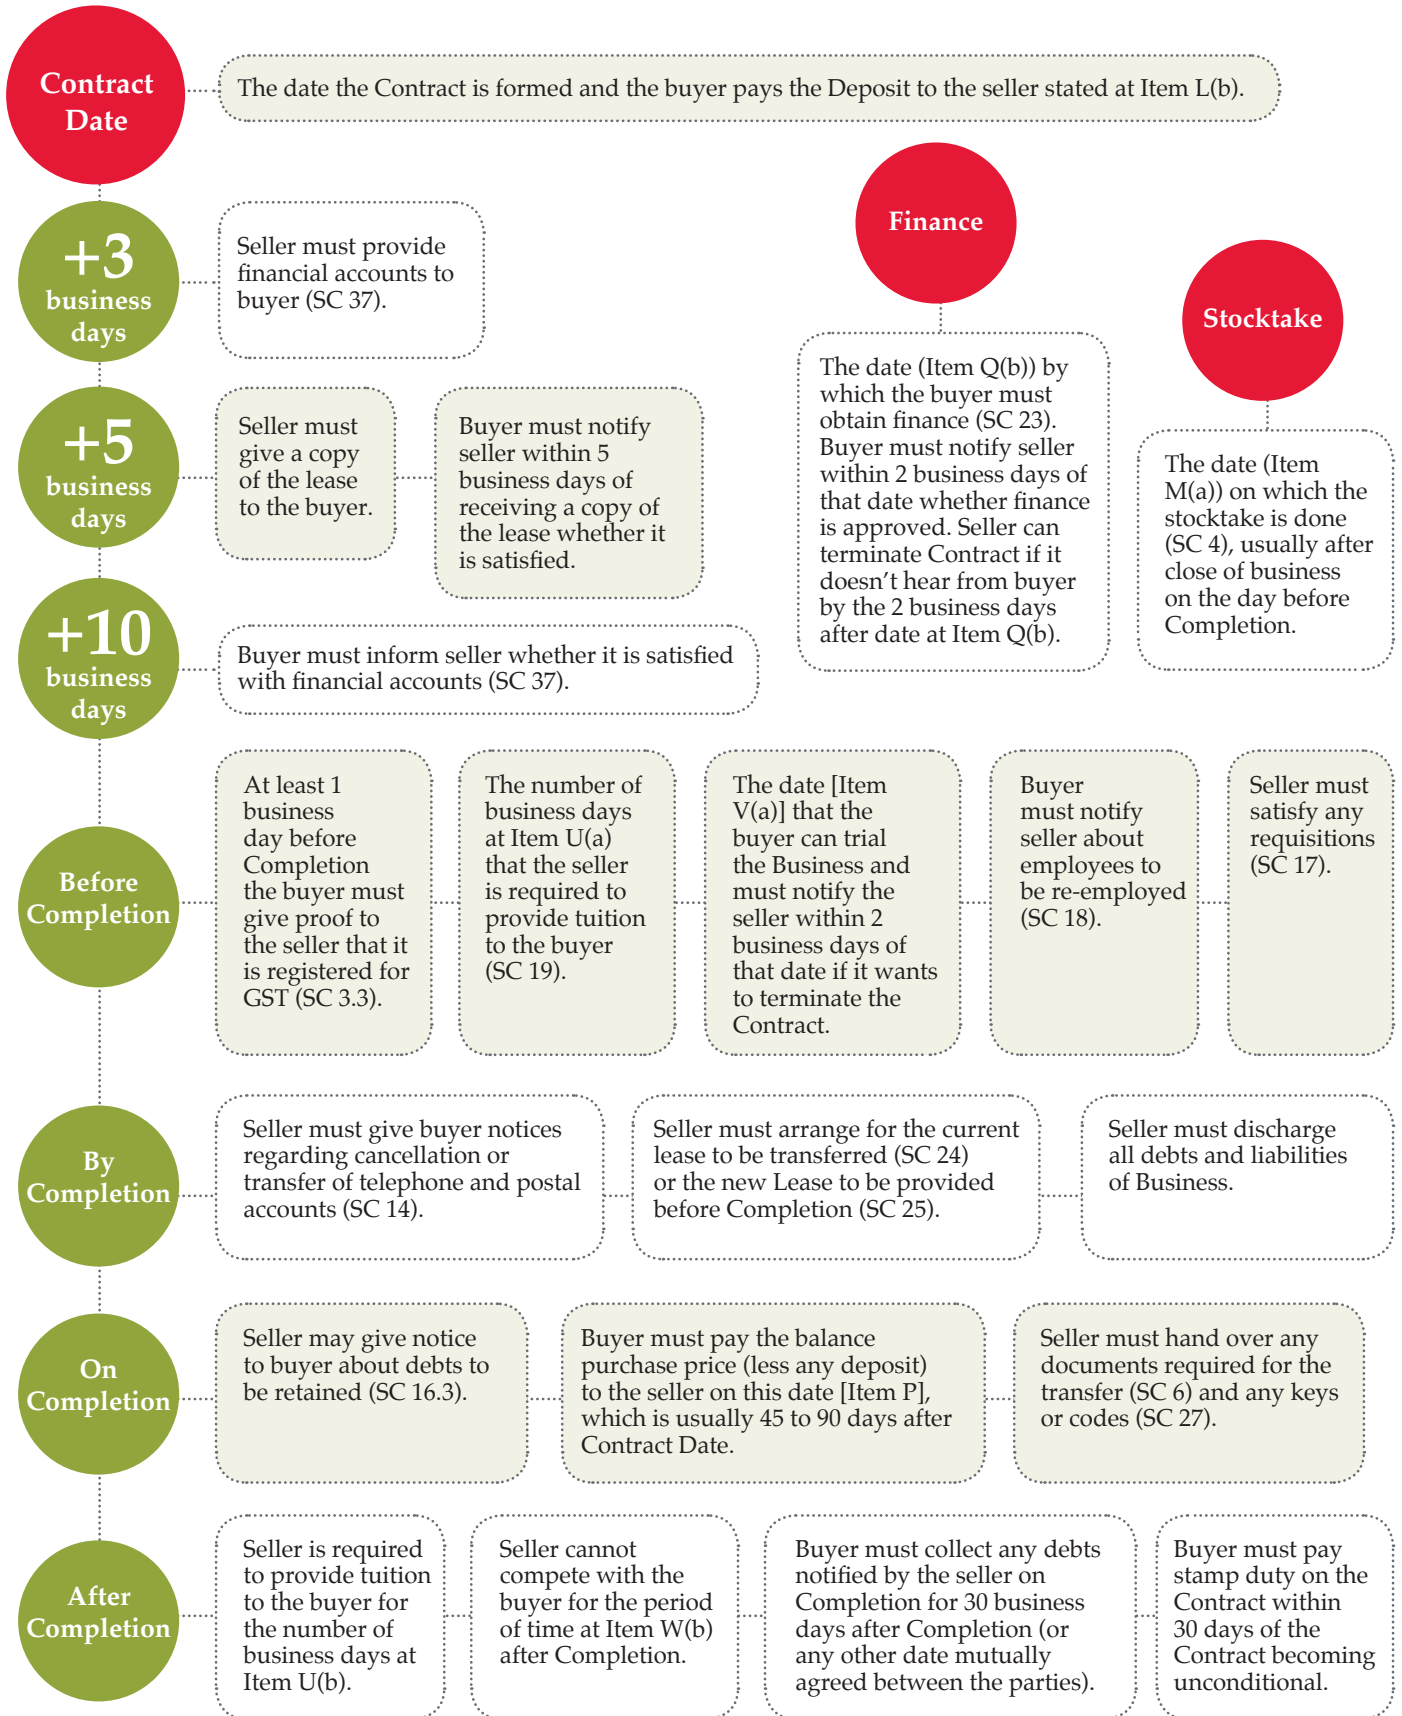 Contract
Date
The date the Contract is formed and the buyer pays the Deposit to the seller stated at Item L(b).
+3
business
days
Seller must provide
financial accounts to
buyer (SC 37).
Finance
The date (Item Q(b)) by
which the buyer must
obtain finance (SC 23).
Buyer must notify seller
within 2 business days of
that date whether finance
is approved. Seller can
terminate Contract if it
doesn’t hear from buyer
by the 2 business days
after date at Item Q(b).
Stocktake
The date (Item
M(a)) on which the
stocktake is done
(SC 4), usually after
close of business
on the day before
Completion.
+5
business
days
Seller must
give a copy
of the lease
to the buyer.
Buyer must notify
seller within 5
business days of
receiving a copy of
the lease whether it
is satisfied.
+10
business
days
Buyer must inform seller whether it is satisfied
with financial accounts (SC 37).
Before
Completion
At least 1
business
day before
Completion
the buyer must
give proof to
the seller that it
is registered for
GST (SC 3.3).
The number of
business days
at Item U(a)
that the seller
is required to
provide tuition
to the buyer
(SC 19).
The date [Item
V(a)] that the
buyer can trial
the Business and
must notify the
seller within 2
business days of
that date if it wants
to terminate the
Contract.
Buyer
must notify
seller about
employees to
be re-employed
(SC 18).
Seller must
satisfy any
requisitions
(SC 17).
By
Completion
Seller must give buyer notices
regarding cancellation or
transfer of telephone and postal
accounts (SC 14).
Seller must arrange for the current
lease to be transferred (SC 24)
or the new Lease to be provided
before Completion (SC 25).
Seller must discharge
all debts and liabilities
of Business.
On
Completion
Seller may give notice
to buyer about debts to
be retained (SC 16.3).
Buyer must pay the balance
purchase price (less any deposit)
to the seller on this date [Item P],
which is usually 45 to 90 days after
Contract Date.
Seller must hand over any
documents required for the
transfer (SC 6) and any keys
or codes (SC 27).
After
Completion
Seller is required
to provide tuition
to the buyer for
the number of
business days at
Item U(b).
Seller cannot
compete with the
buyer for the period
of time at Item W(b)
after Completion.
Buyer must collect any debts
notified by the seller on
Completion for 30 business
days after Completion (or
any other date mutually
agreed between the parties).
Buyer must pay
stamp duty on the
Contract within
30 days of the
Contract becoming
unconditional.